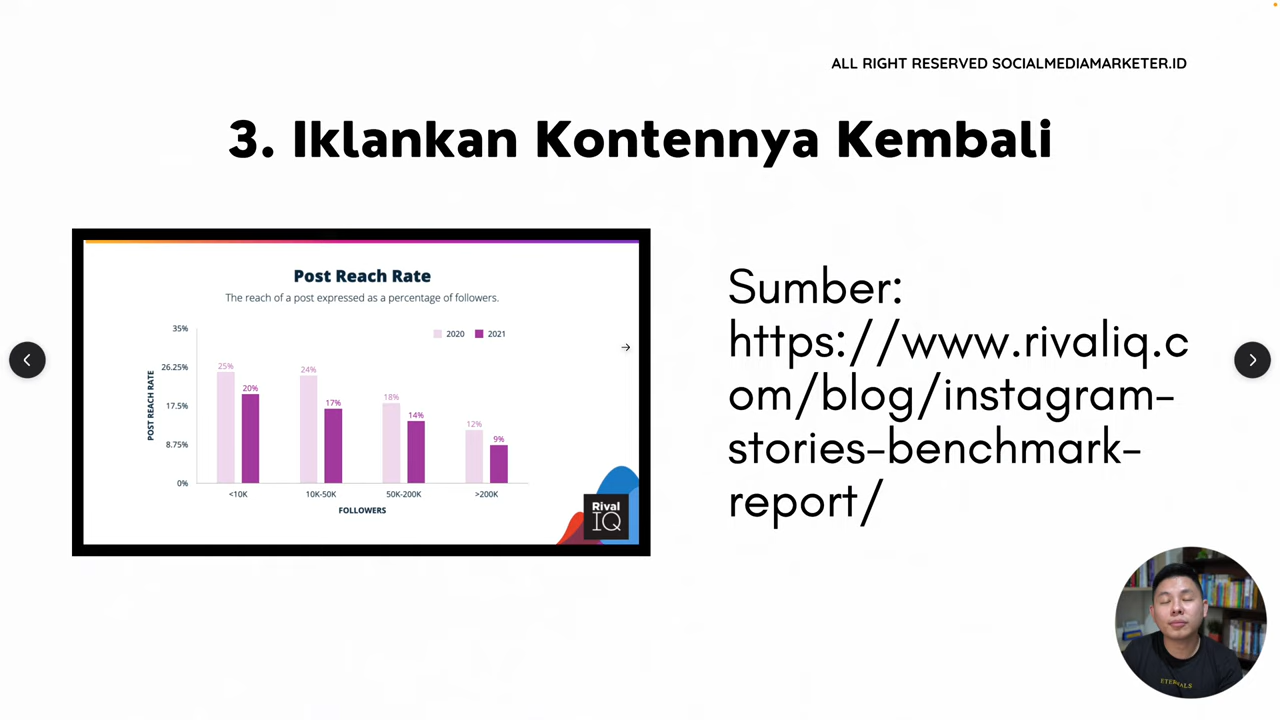 ALL RIGHT RESERVED SOCIALMEDIAMARKETER.ID
3. Iklankan Kontennya Kembali
Post Reach Rate
The reach of a post expressed as a percentage of followers.
35%
2020 2021
26.25%
17.5%
8.75%
0%
POST REACH RATE
25% 20% 24% 17% 18% 14% 12% 9%
<10K 10K-50K 50K-200K >200K
FOLLOWERS
Rival
IQ
Sumber:
https://www.rivaliq.c
om/blog/instagram-
stories-benchmark-
report/
ETERNALS